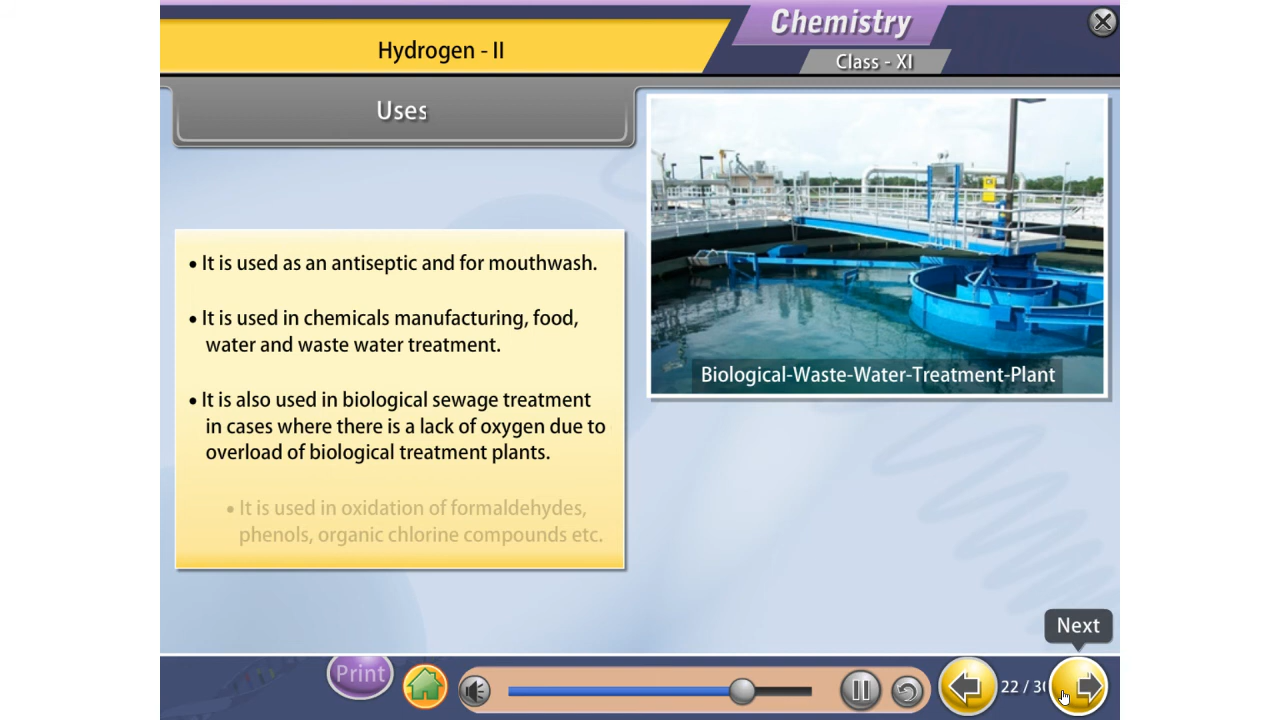 Chemistry
Hydrogen - II
Class - XI
Uses
• It is used as an antiseptic and for mouthwash.
• It is used in chemicals manufacturing, food,
water and waste water treatment.
• It is also used in biological sewage treatment
in cases where there is a lack of oxygen due to
overload of biological treatment plants.
• It is used in oxidation of formaldehydes,
phenols, organic chlorine compounds etc.
Biological-Waste-Water-Treatment-Plant
Next
Print
22 / 30